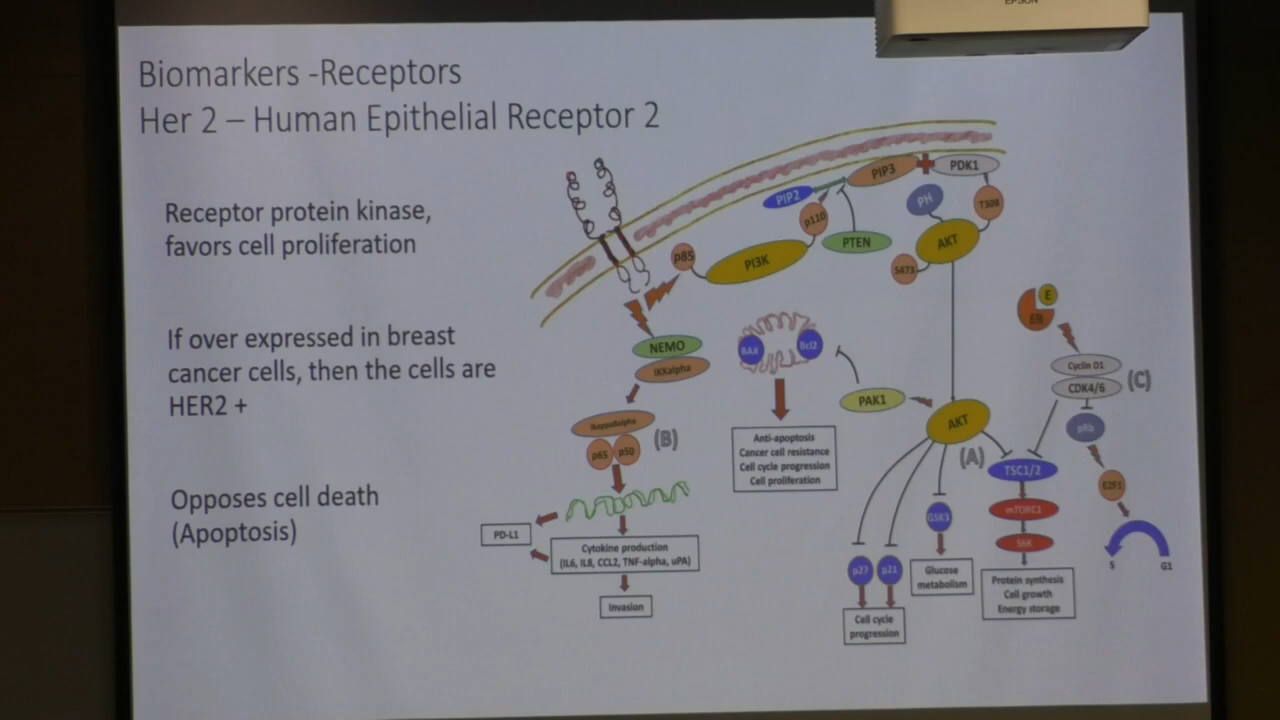 EPSON
Biomarkers -Receptors
Her 2 – Human Epithelial Receptor 2
Receptor protein kinase,
favors cell proliferation
If over expressed in breast
cancer cells, then the cells are
HER2 +
Opposes cell death
(Apoptosis)
PIP2
PIP3
PDK1
p110
PH
T308
p85
PI3K
PTEN
AKT
S473
NEMO
IKKalpha
BAK
Bcl2
E
ER
Cyclin D1
CDK4/6
(C)
PAK1
AKT
(A)
p65
p50
(B)
Anti-apoptosis
Cancer cell resistance
Cell cycle progression
Cell proliferation
pRb
TSC1/2
E2F1
mTORC1
S6K
GSK3
PD-L1
Cytokine production
(IL6, IL8, CCL2, TNF-alpha, uPA)
Invasion
p27
p21
Glucose
metabolism
Protein synthesis
Cell growth
Energy storage
Cell cycle
progression
S
G1